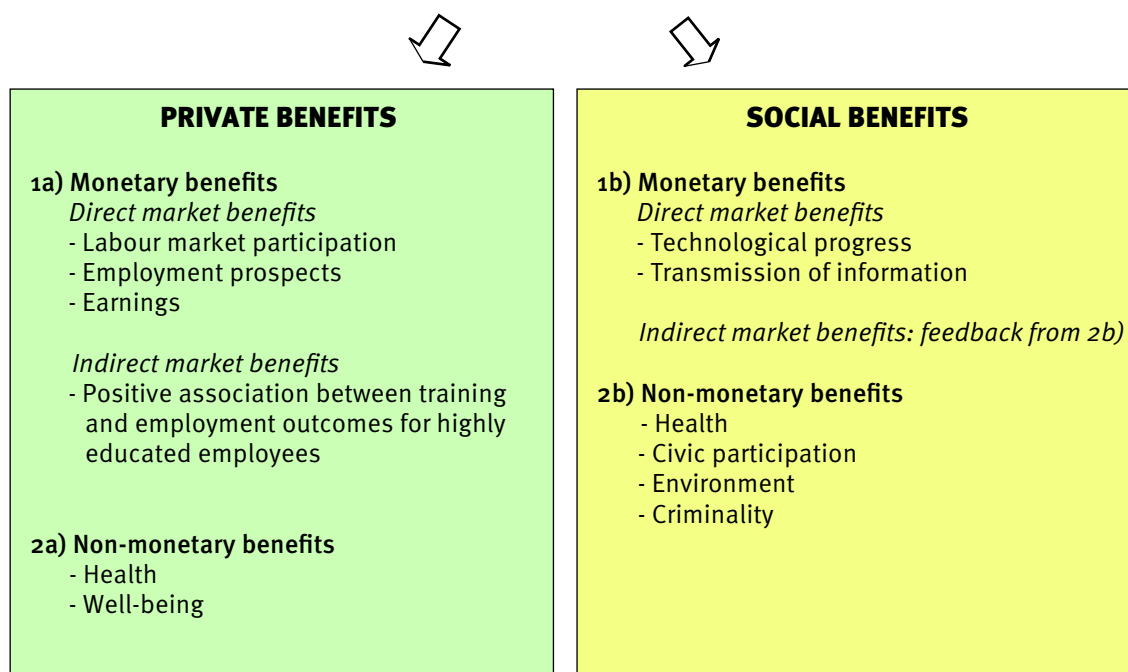 PRIVATE BENEFITS
1a) Monetary benefits
Direct market benefits
- Labour market participation
- Employment prospects
- Earnings
Indirect market benefits
- Positive association between training
and employment outcomes for highly
educated employees
2a) Non-monetary benefits
- Health
- Well-being
SOCIAL BENEFITS
1b) Monetary benefits
Direct market benefits
- Technological progress
- Transmission of information
Indirect market benefits: feedback from 2b)
2b) Non-monetary benefits
- Health
- Civic participation
- Environment
- Criminality